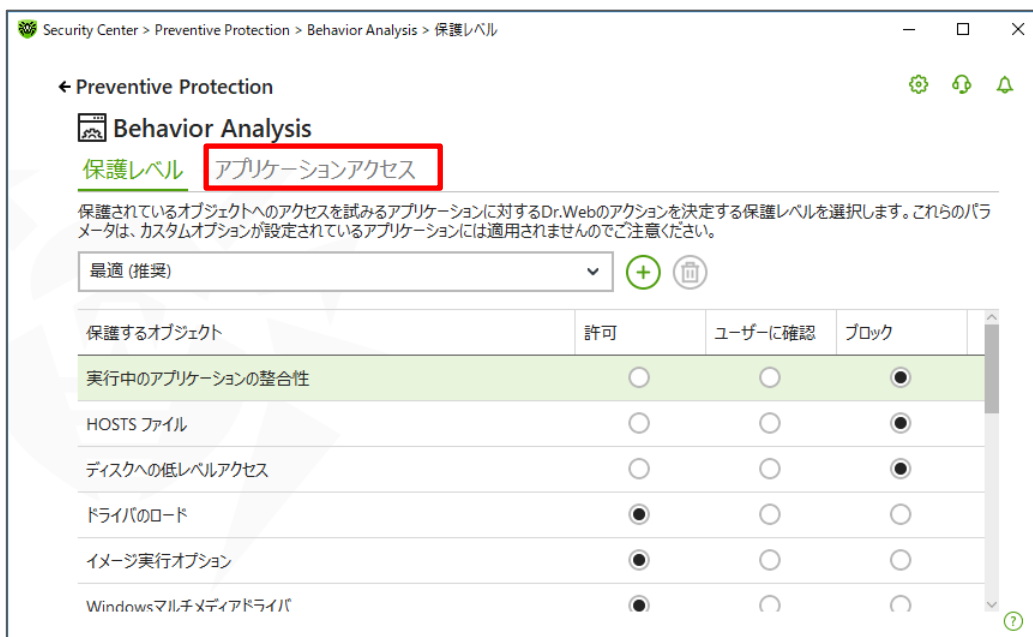 Security Center > Preventive Protection > Behavior Analysis > 保護レベル
Preventive Protection
Behavior Analysis
保護レベル アプリケーションアクセス
保護されているオブジェクトへのアクセスを試みるアプリケーションに対するDr.Webのアクションを決定する保護レベルを選択します。これらのパラ
メータは、カスタムオプションが設定されているアプリケーションには適用されませんのでご注意ください。
最適 (推奨)
保護するオブジェクト 許可 ユーザーに確認 ブロック
実行中のアプリケーションの整合性
HOSTS ファイル
ディスクへの低レベルアクセス
ドライバのロード
イメージ実行オプション
Windowsマルチメディアドライバ